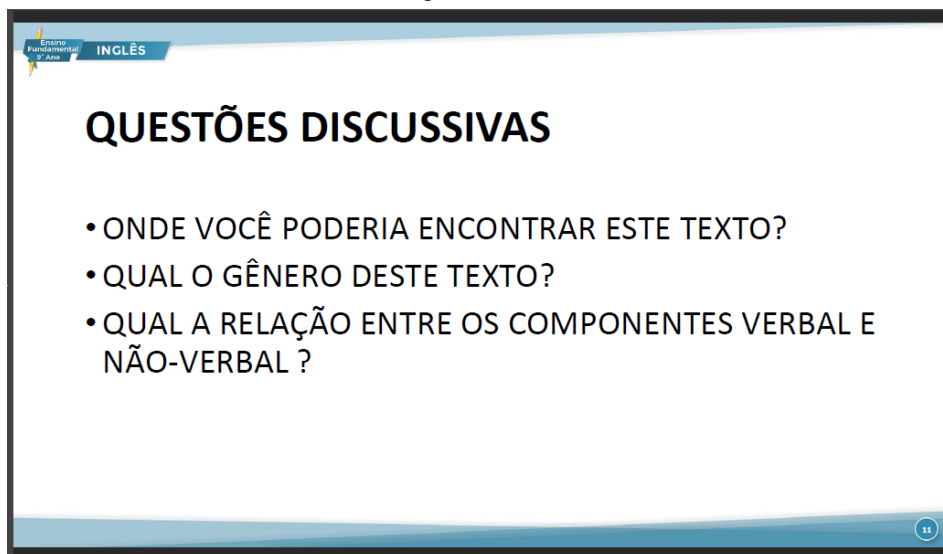 Ensino
Fundamental
9° Ano
INGLÊS
QUESTÕES DISCUSSIVAS
• ONDE VOCÊ PODERIA ENCONTRAR ESTE TEXTO?
• QUAL O GÊNERO DESTE TEXTO?
• QUAL A RELAÇÃO ENTRE OS COMPONENTES VERBAL E
NÃO-VERBAL ?
11